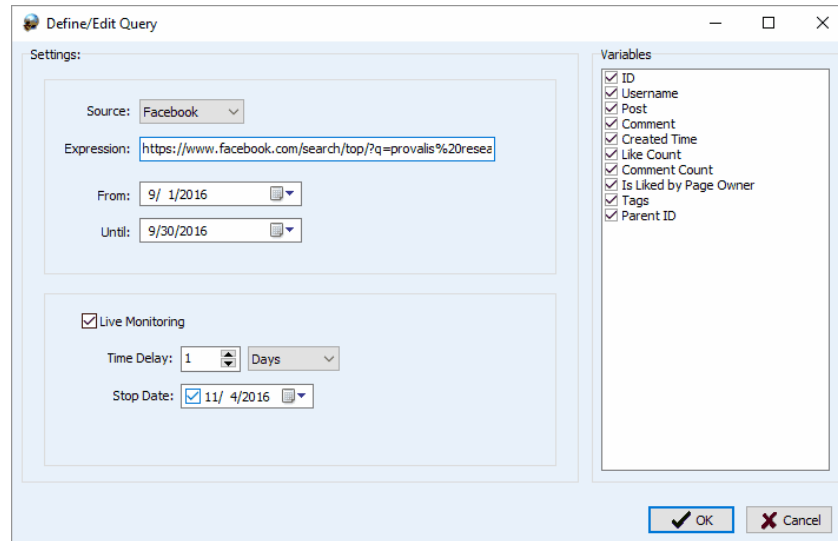 Define/Edit Query
Settings:
Source: Facebook
Expression: https://www.facebook.com/search/top/?q=provalis%20resea
From: 9/ 1/2016
Until: 9/30/2016
Live Monitoring
Time Delay: 1 Days
Stop Date: 11/ 4/2016
Variables
ID
Username
Post
Comment
Created Time
Like Count
Comment Count
Is Liked by Page Owner
Tags
Parent ID
OK
Cancel